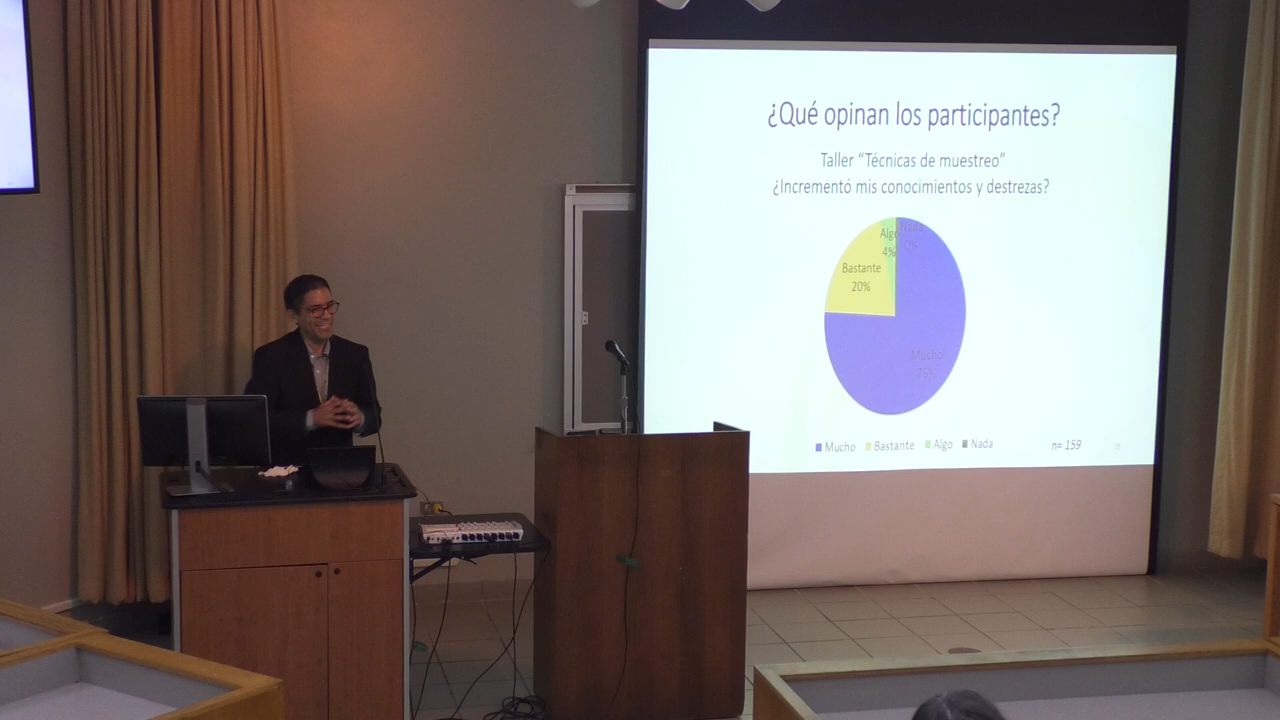 ¿Qué opinan los participantes?
Taller “Técnicas de muestreo”
¿Incrementó mis conocimientos y destrezas?
Nada
0%
Algo
4%
Bastante
20%
Mucho
76%
Mucho Bastante Algo Nada
n= 159